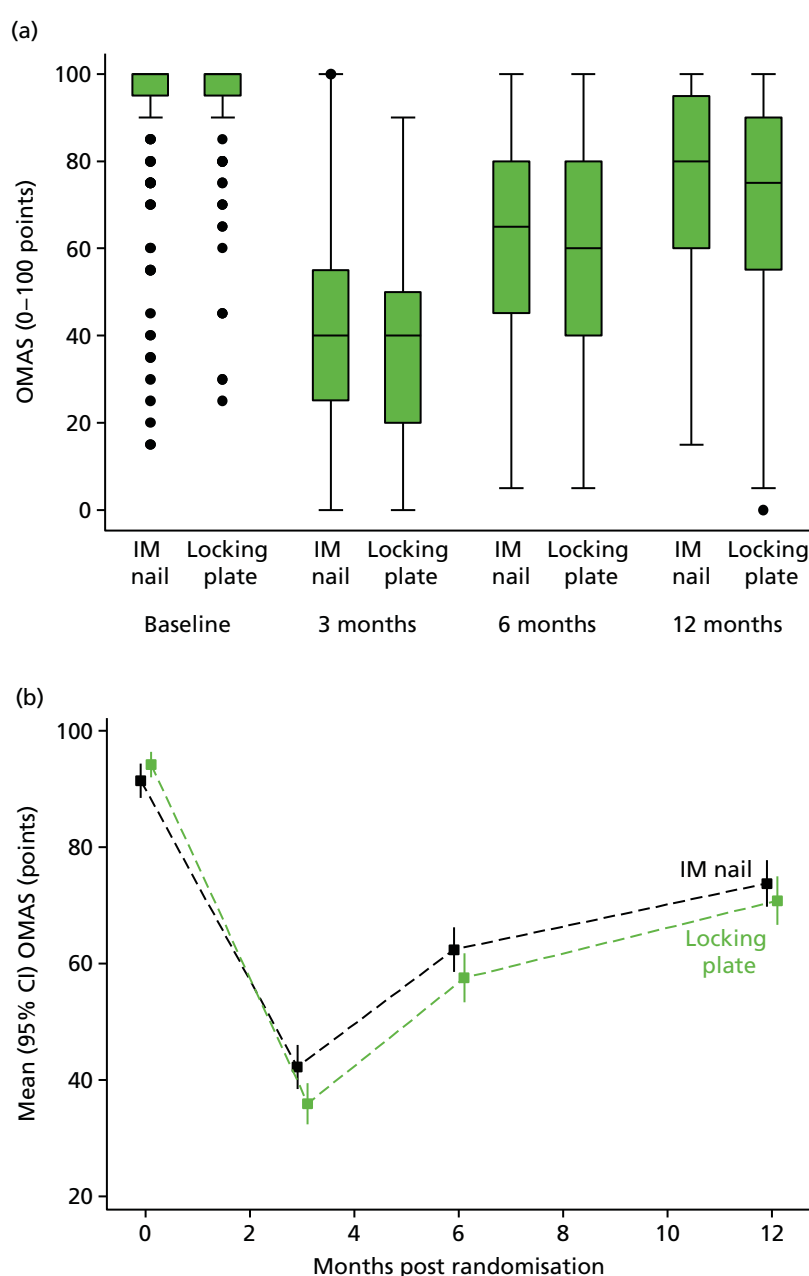 (a)
OMAS (0–100 points)
100
80
60
40
20
0
IM nail
Locking plate
IM nail
Locking plate
IM nail
Locking plate
IM nail
Locking plate
Baseline
3 months
6 months
12 months
(b)
Mean (95% CI) OMAS (points)
100
80
60
40
20
IM nail
Locking
plate
0
2
4
6
8
10
12
Months post randomisation